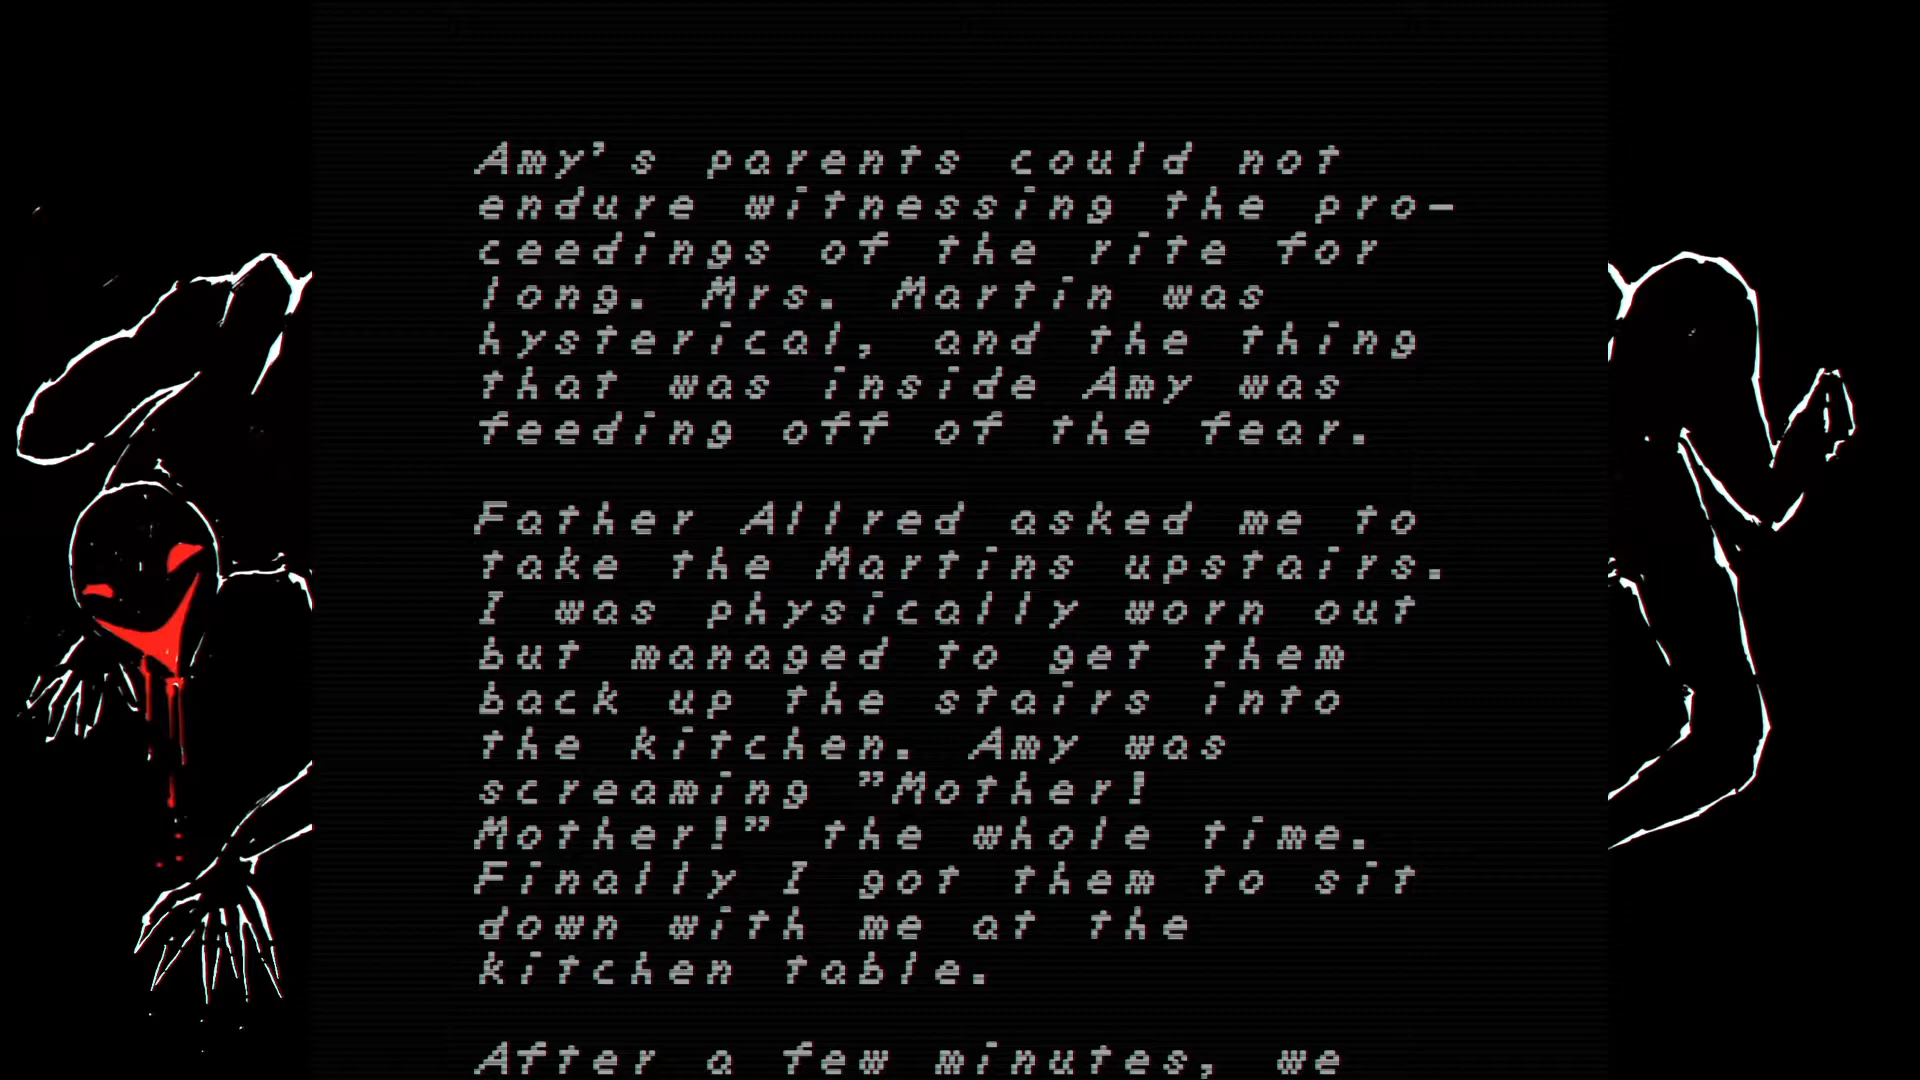 Amy's parents could not
endure witnessing the pro-
ceedings of the rite for
long. Mrs. Martin was
hysterical, and the thing
that was inside Amy was
feeding off of the fear.
Father Allred asked me to
take the Martins upstairs.
I was physically worn out
but managed to get them
back up the stairs into
the kitchen. Amy was
screaming "Mother!
Mother!" the whole time.
Finally I got them to sit
down with me at the
kitchen table.
After a few minutes, we